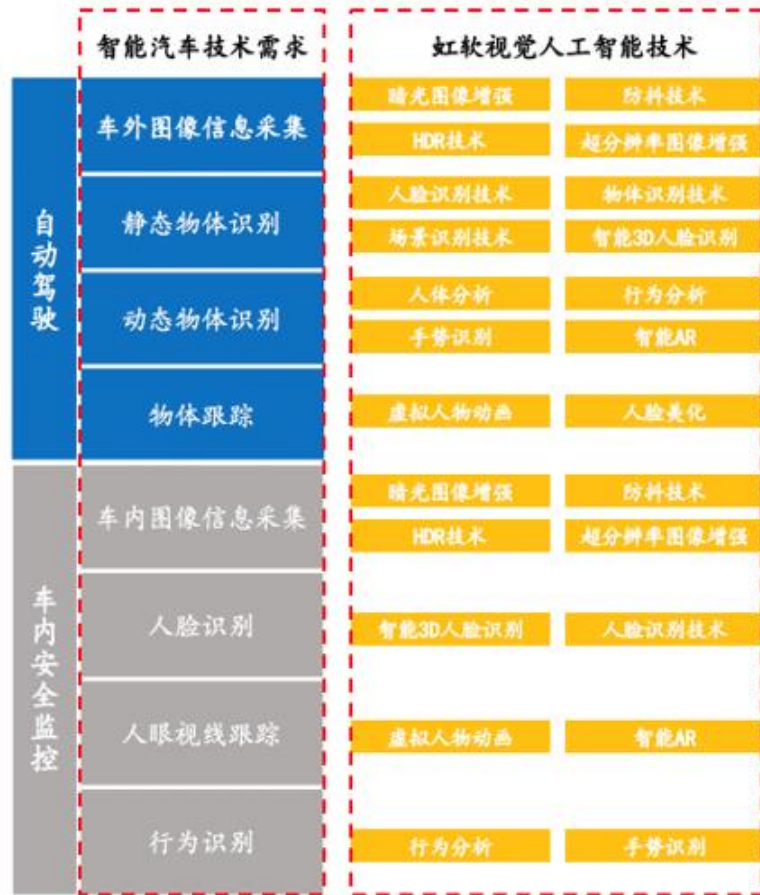 智能汽车技术需求
虹软视觉人工智能技术
自动驾驶
车外图像信息采集
暗光图像增强
防抖技术
HDR技术
超分辨率图像增强
静态物体识别
人脸识别技术
物体识别技术
场景识别技术
智能3D人脸识别
动态物体识别
人体分析
行为分析
手势识别
智能AR
物体跟踪
虚拟人物动画
人脸美化
车内安全监控
车内图像信息采集
暗光图像增强
防抖技术
HDR技术
超分辨率图像增强
人脸识别
智能3D人脸识别
人脸识别技术
人眼视线跟踪
虚拟人物动画
智能AR
行为识别
行为分析
手势识别